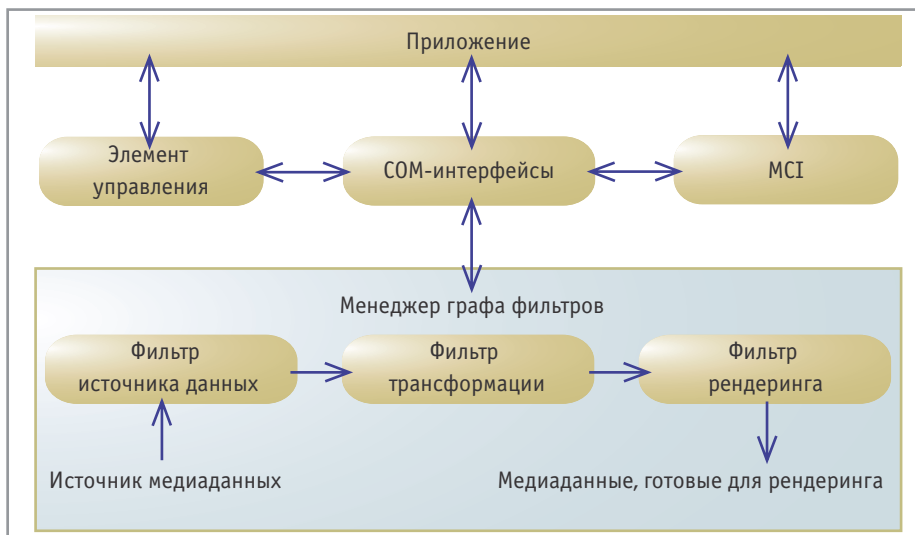 Приложение
Элемент
управления
COM-интерфейсы
MCI
Менеджер графа фильтров
Фильтр
источника данных
Фильтр
трансформации
Фильтр
рендеринга
Источник медиаданных
Медиаданные, готовые для рендеринга